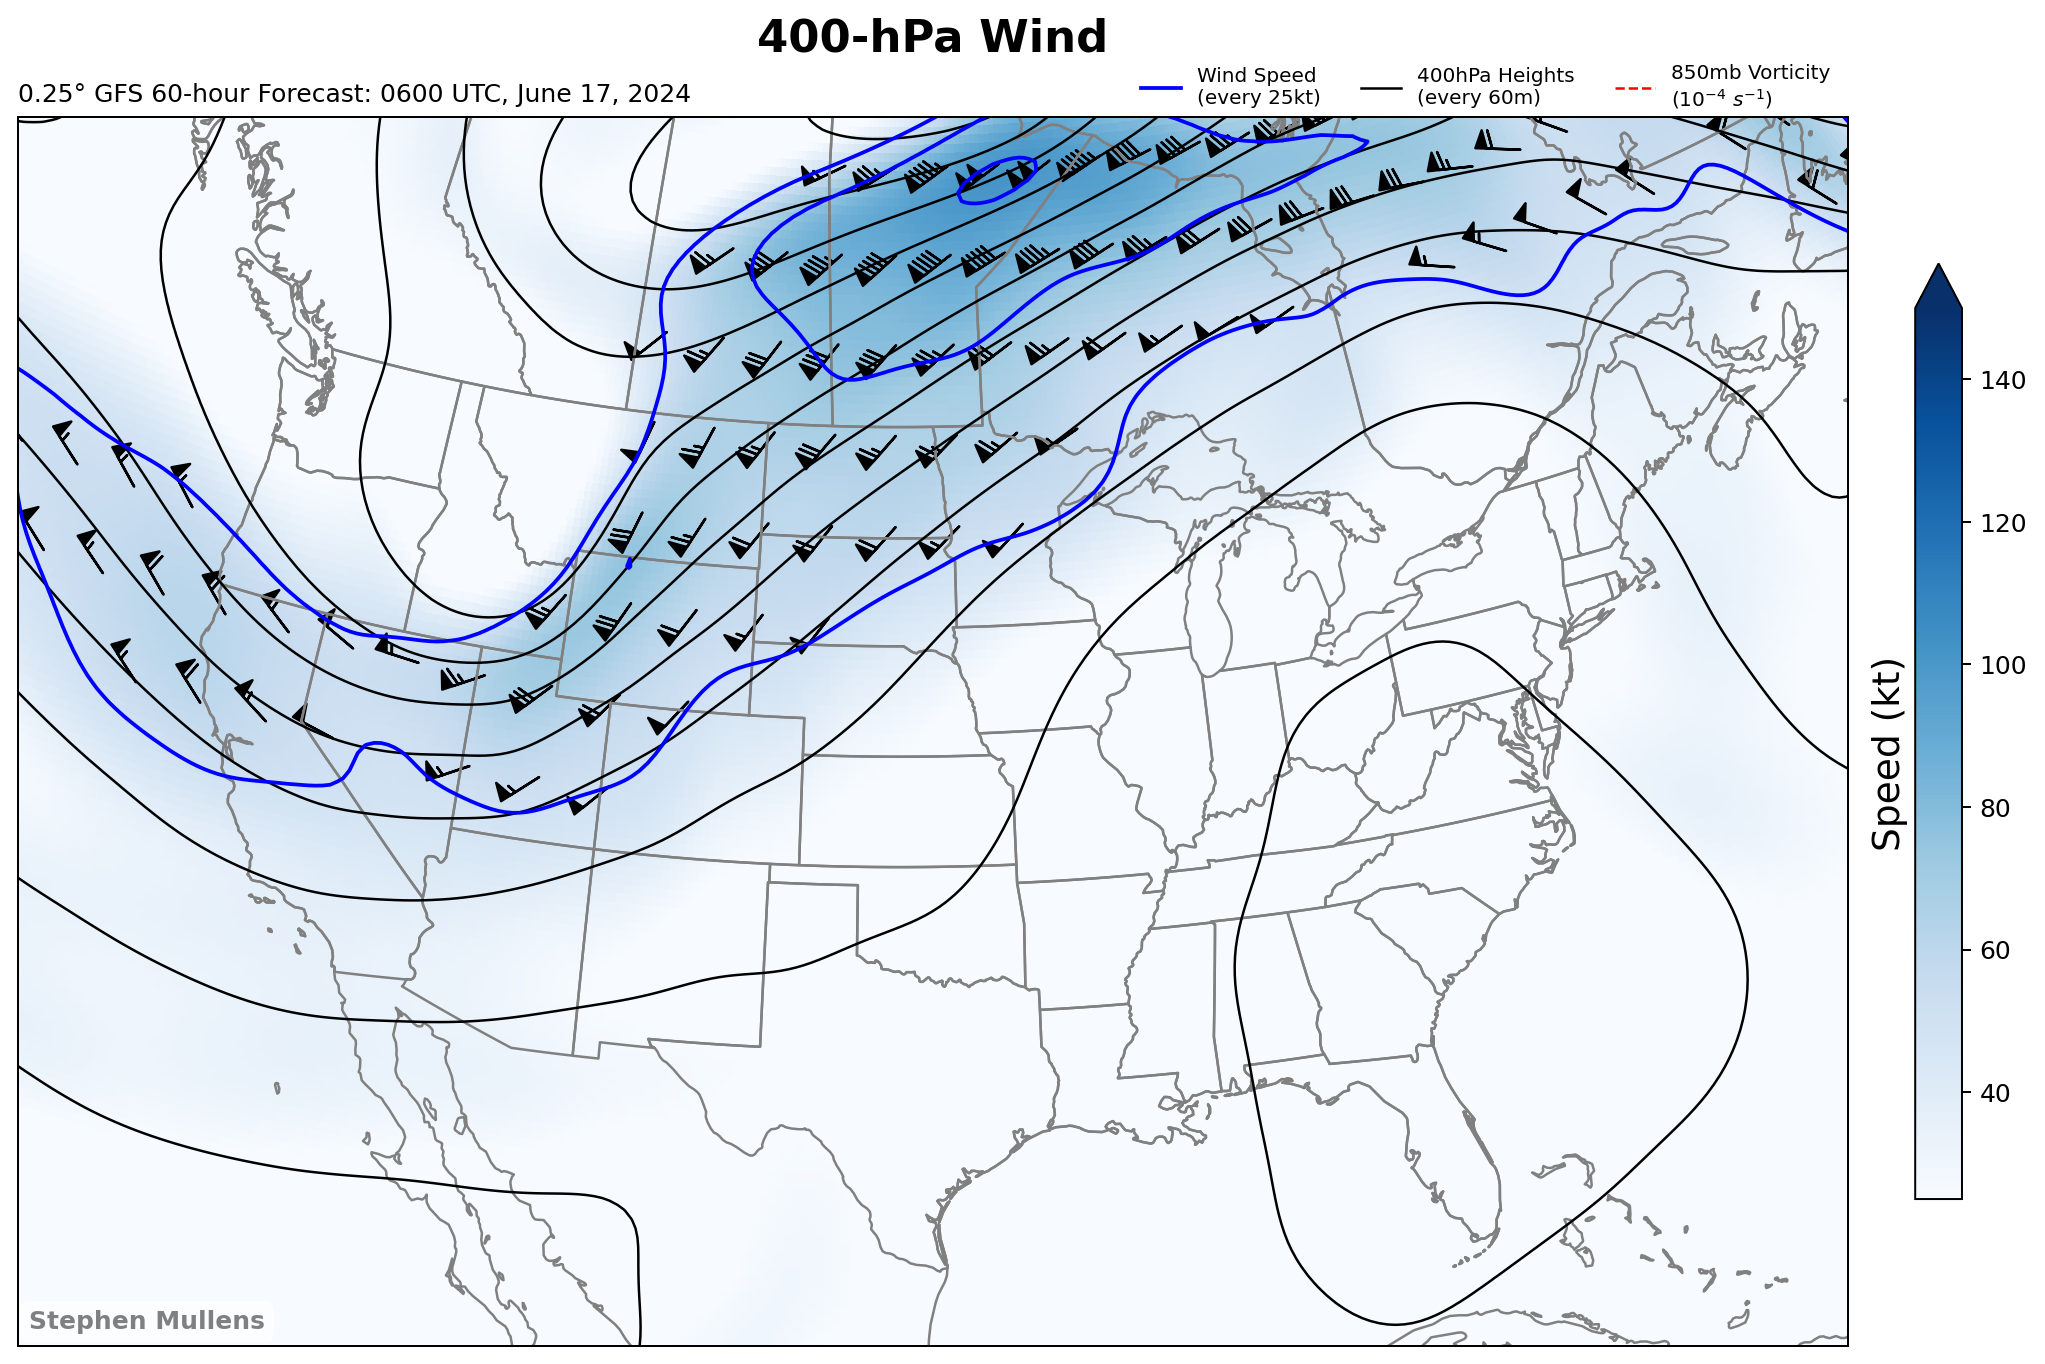 400-hPa Wind
0.25° GFS 60-hour Forecast: 0600 UTC, June 17, 2024
Wind Speed
(every 25kt)
400hPa Heights
(every 60m)
850mb Vorticity
(10⁻⁴ s⁻¹)
140
120
100
80
60
40
Speed (kt)
Stephen Mullens